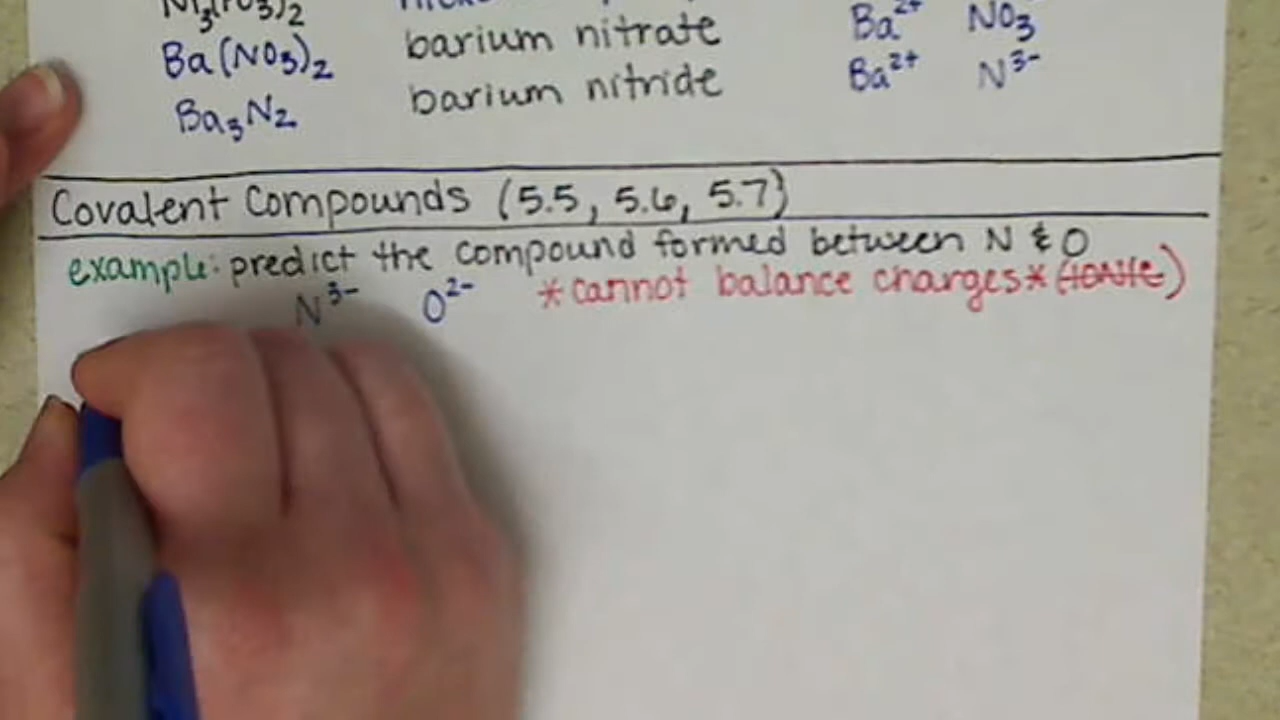 Ba(NO3)2 barium nitrate Ba2+ NO3
Ba3N2 barium nitride Ba2+ N3-
Covalent Compounds (5.5, 5.6, 5.7)
example: predict the compound formed between N & O
N3- O2- *cannot balance charges* (ionic)